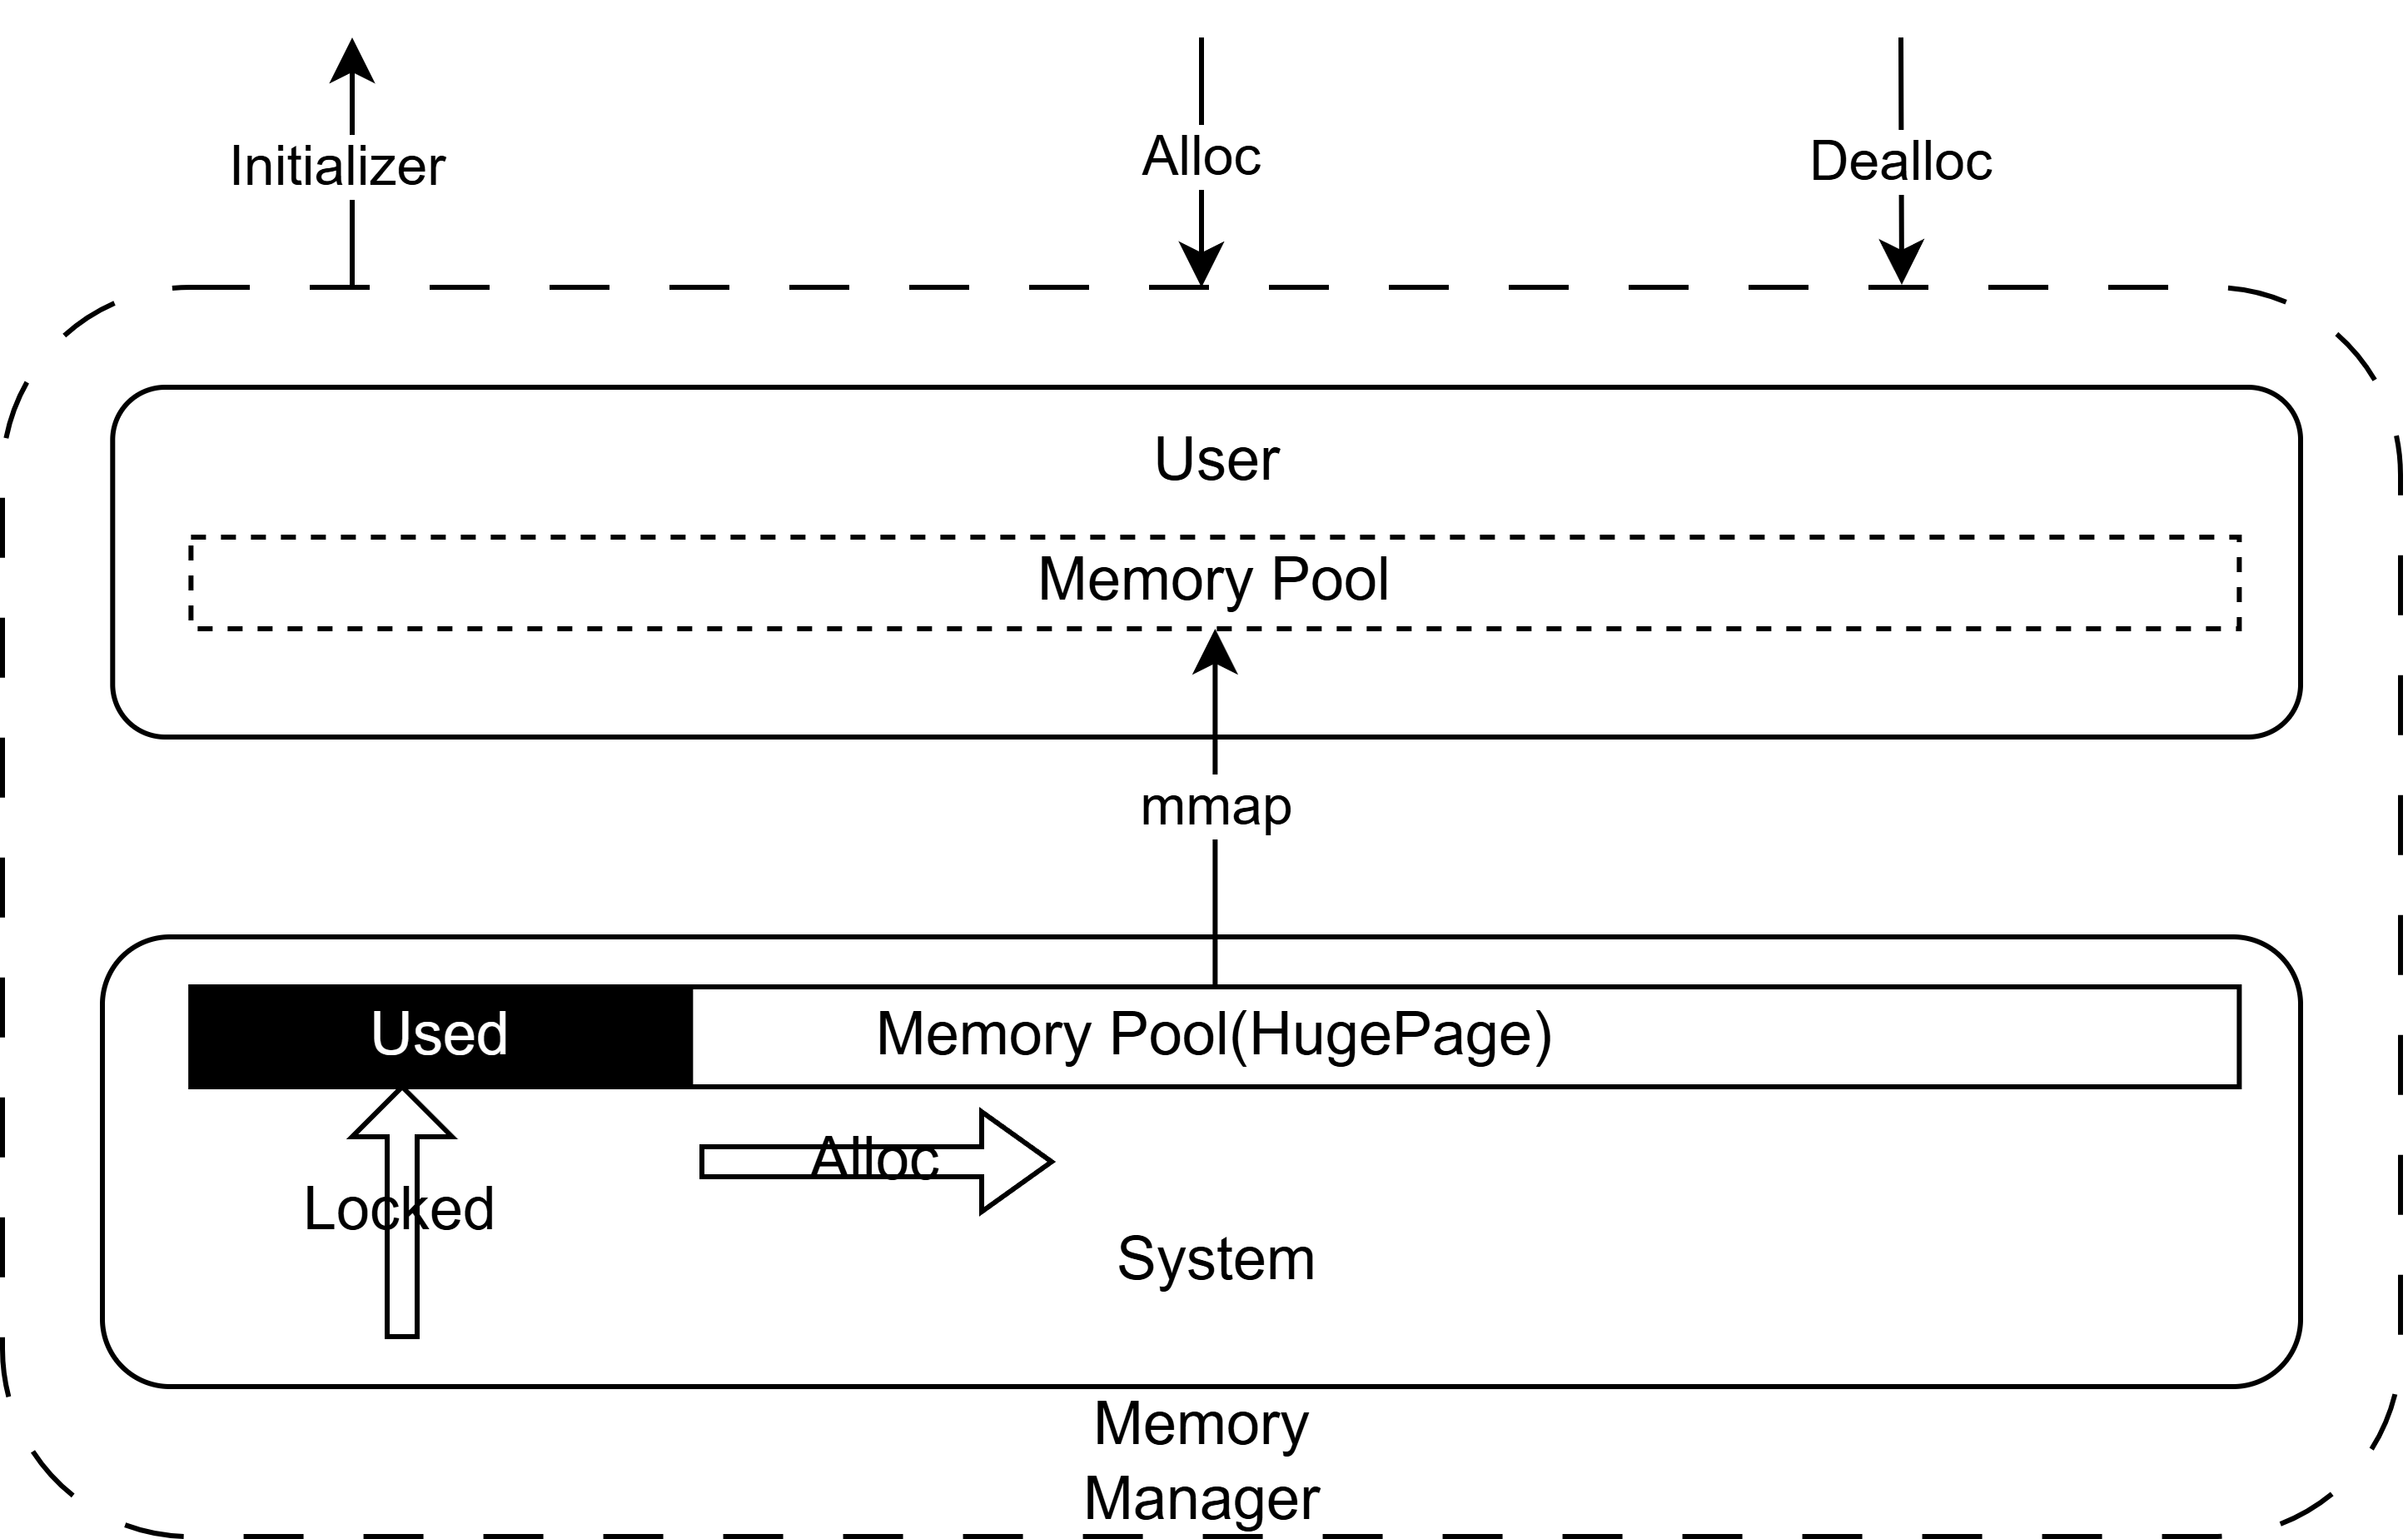 Initializer
Alloc
Dealloc
User
Memory Pool
mmap
Used
Memory Pool(HugePage)
Alloc
Locked
System
Memory
Manager